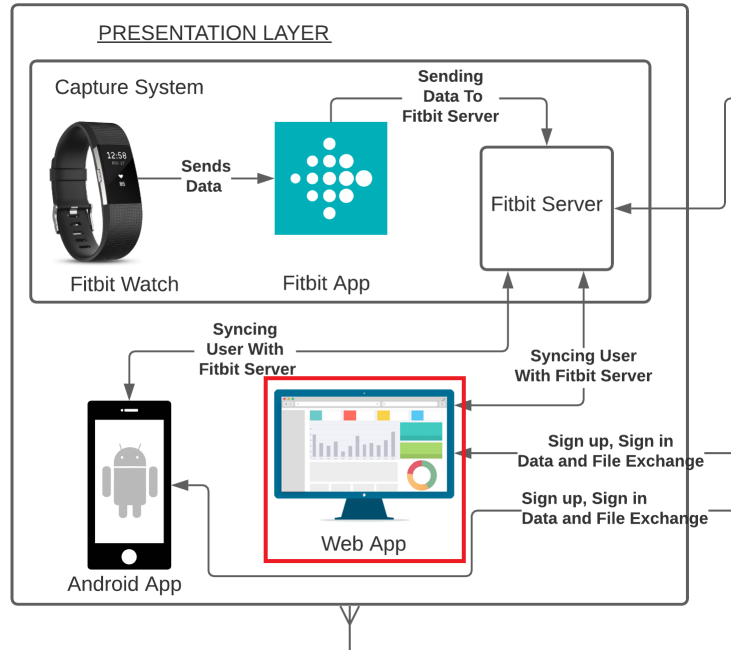 PRESENTATION LAYER
Capture System
Sending
Data To
Fitbit Server
12:50
Sends
Data
Fitbit Server
Fitbit Watch
Fitbit App
Syncing
User With
Fitbit Server
Syncing User
With Fitbit Server
Sign up, Sign in
Data and File Exchange
Sign up, Sign in
Data and File Exchange
Web App
Android App